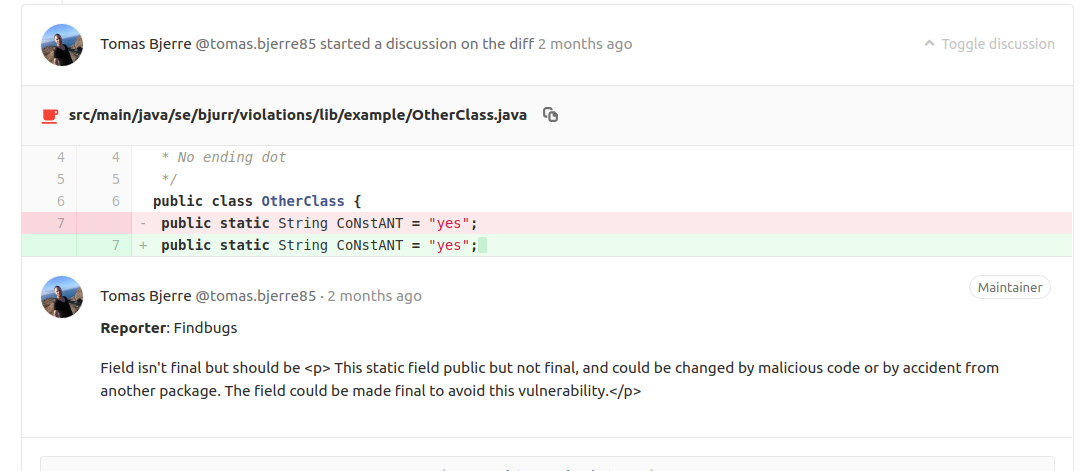 Tomas Bjerre @tomas.bjerre85 started a discussion on the diff 2 months ago
Toggle discussion
src/main/java/se/bjurr/violations/lib/example/OtherClass.java
4 4 * No ending dot
5 5 */
6 6 public class OtherClass {
7 - public static String CoNstANT = "yes";
7 + public static String CoNstANT = "yes";
Tomas Bjerre @tomas.bjerre85 · 2 months ago
Maintainer
Reporter: Findbugs
Field isn't final but should be <p> This static field public but not final, and could be changed by malicious code or by accident from
another package. The field could be made final to avoid this vulnerability.</p>